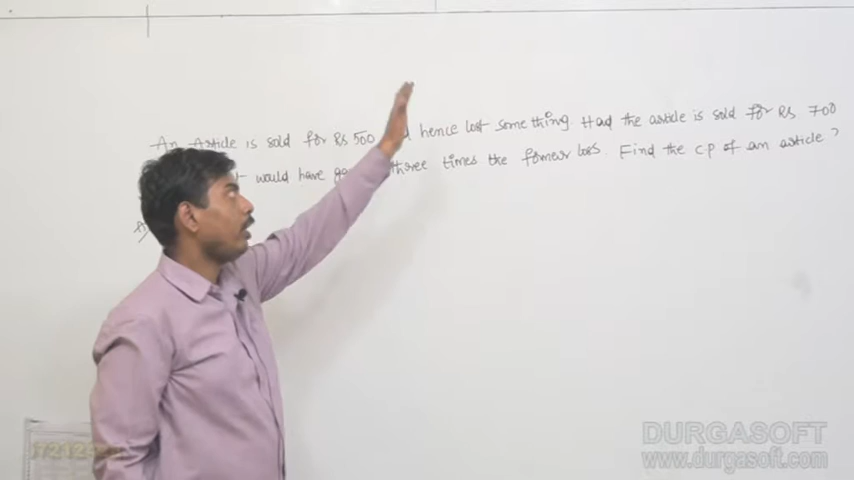 An Article is sold for Rs 500 hence lost something Had the article is sold for Rs 700
would have three times the former loss. Find the c.p of an article ?
DURGASOFT
www.durgasoft.com